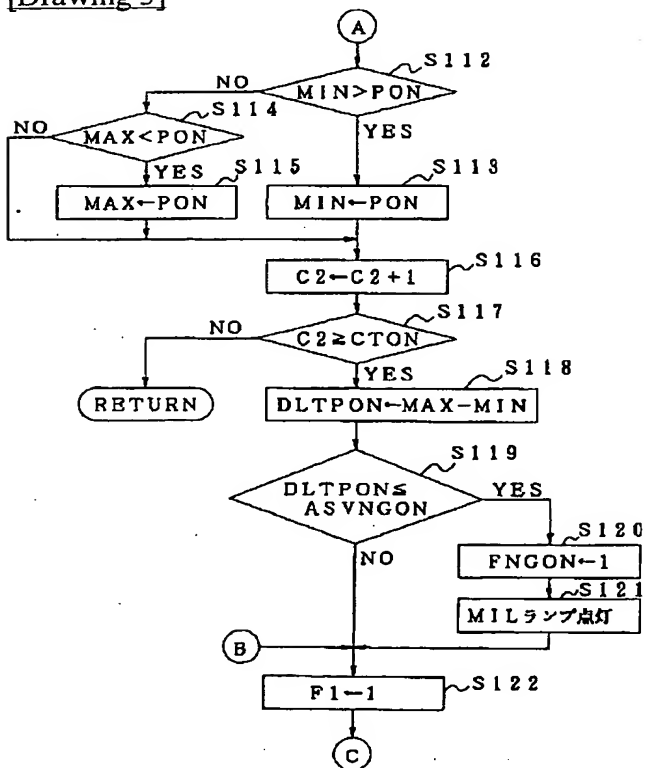 [Drawing 5]
A
S112
MIN>PON
NO
YES
S114
MAX<PON
NO
YES
S115
MAX←PON
S113
MIN←PON
S116
C2←C2+1
S117
C2≧CTON
NO
YES
RETURN
S118
DLTPON←MAX-MIN
S119
DLTPON≦
ASVNGON
YES
NO
S120
FNGON←1
S121
MILランプ点灯
B
S122
F1←1
C